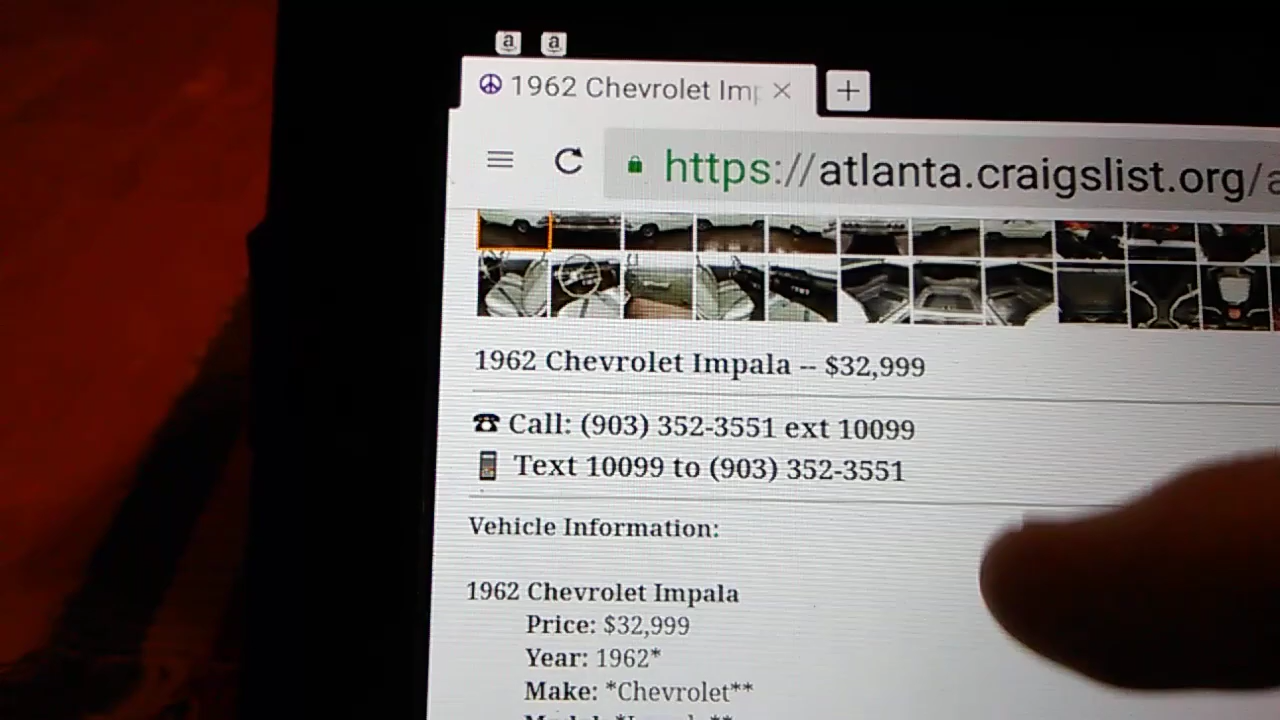 a a
1962 Chevrolet Imp
https://atlanta.craigslist.org/a
1962 Chevrolet Impala -- $32,999
☎ Call: (903) 352-3551 ext 10099
Text 10099 to (903) 352-3551
Vehicle Information:
1962 Chevrolet Impala
Price: $32,999
Year: 1962*
Make: *Chevrolet**